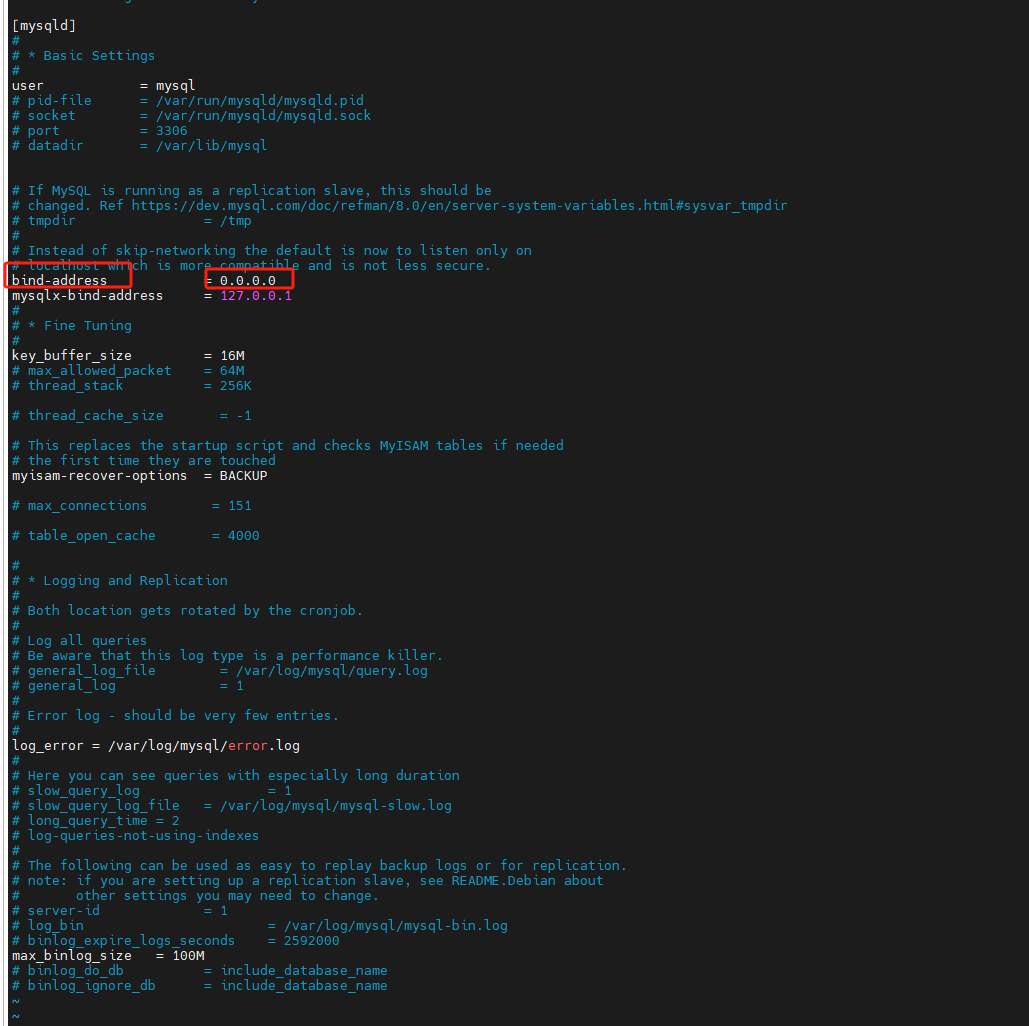 [mysqld]
#
# * Basic Settings
#
user            = mysql
# pid-file      = /var/run/mysqld/mysqld.pid
# socket        = /var/run/mysqld/mysqld.sock
# port          = 3306
# datadir       = /var/lib/mysql
# If MySQL is running as a replication slave, this should be
# changed. Ref https://dev.mysql.com/doc/refman/8.0/en/server-system-variables.html#sysvar_tmpdir
# tmpdir                = /tmp
#
# Instead of skip-networking the default is now to listen only on
# localhost which is more compatible and is not less secure.
bind-address            = 0.0.0.0
mysqlx-bind-address     = 127.0.0.1
#
# * Fine Tuning
#
key_buffer_size         = 16M
# max_allowed_packet    = 64M
# thread_stack          = 256K
# thread_cache_size       = -1
# This replaces the startup script and checks MyISAM tables if needed
# the first time they are touched
myisam-recover-options  = BACKUP
# max_connections        = 151
# table_open_cache       = 4000
#
# * Logging and Replication
#
# Both location gets rotated by the cronjob.
#
# Log all queries
# Be aware that this log type is a performance killer.
# general_log_file        = /var/log/mysql/query.log
# general_log             = 1
#
# Error log - should be very few entries.
#
log_error = /var/log/mysql/error.log
#
# Here you can see queries with especially long duration
# slow_query_log                = 1
# slow_query_log_file   = /var/log/mysql/mysql-slow.log
# long_query_time = 2
# log-queries-not-using-indexes
#
# The following can be used as easy to replay backup logs or for replication.
# note: if you are setting up a replication slave, see README.Debian about
#       other settings you may need to change.
# server-id             = 1
# log_bin                       = /var/log/mysql/mysql-bin.log
# binlog_expire_logs_seconds    = 2592000
max_binlog_size   = 100M
# binlog_do_db          = include_database_name
# binlog_ignore_db      = include_database_name
~
~